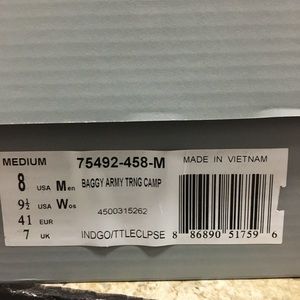 MEDIUM 75492-458-M MADE IN VIETNAM
8 USA Men BAGGY ARMY TRNG CAMP
9½ USA Wos
41 EUR 4500315262
7 UK INDGO/TTLECLPSE 8 86890 51759 6